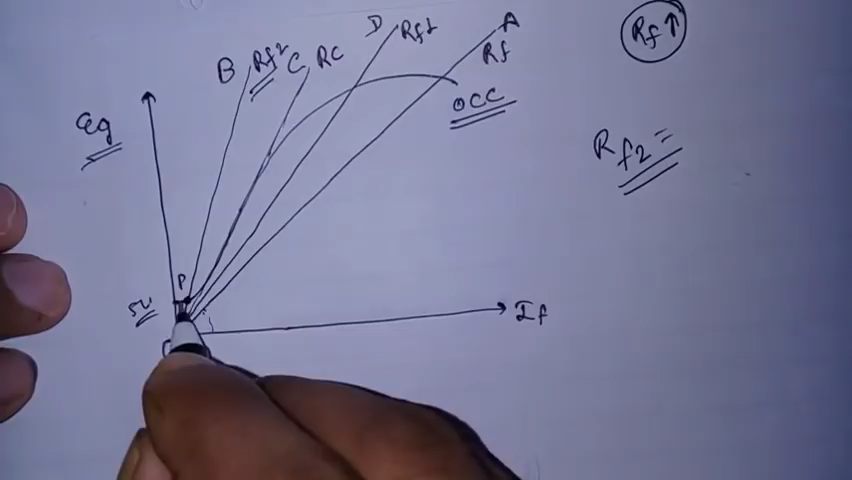 D
A
B
Rf2
C
RC
Rf1
Rf
Rf↑
Eg
OCC
Rf2 =
P
5V
If